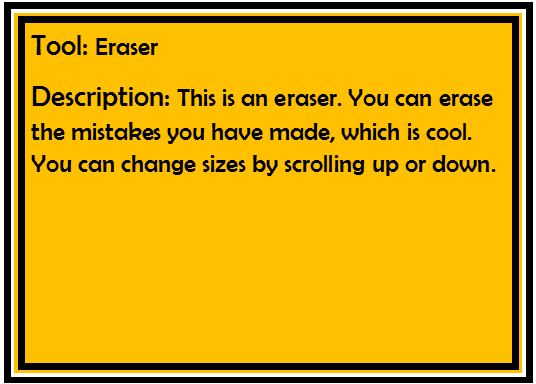 Tool: Eraser
Description: This is an eraser. You can erase
the mistakes you have made, which is cool.
You can change sizes by scrolling up or down.